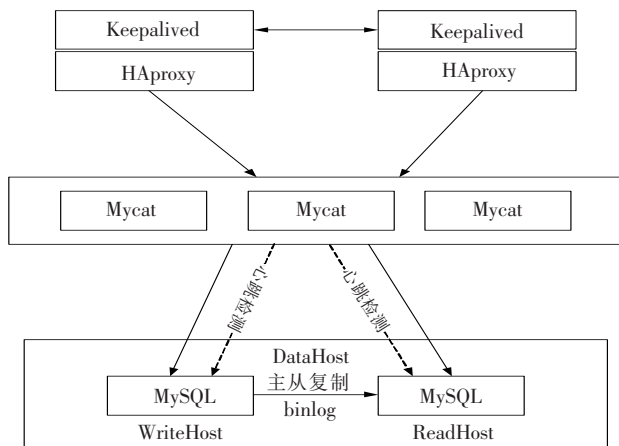 Keepalived
Keepalived
HAproxy
HAproxy
Mycat
Mycat
Mycat
心跳检测
心跳检测
DataHost
主从复制
MySQL
MySQL
binlog
WriteHost
ReadHost